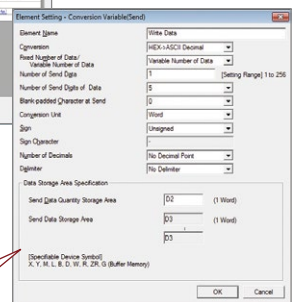 Element Setting - Conversion Variable(Send)
Element Name Write Data
Conversion HEX->ASCII Decimal
Fixed Number of Data/
Variable Number of Data Variable Number of Data
Number of Send Data 1 [Setting Range] 1 to 256
Number of Send Digits of Data 5
Blank-padded Character at Send 0
Conversion Unit Word
Sign Unsigned
Sign Character -
Number of Decimals No Decimal Point
Delimiter No Delimiter
Data Storage Area Specification
Send Data Quantity Storage Area D2 (1 Word)
Send Data Storage Area D3 (1 Word)
D3
[Specifiable Device Symbol]
X, Y, M, L, B, D, W, R, ZR, G (Buffer Memory)
OK Cancel